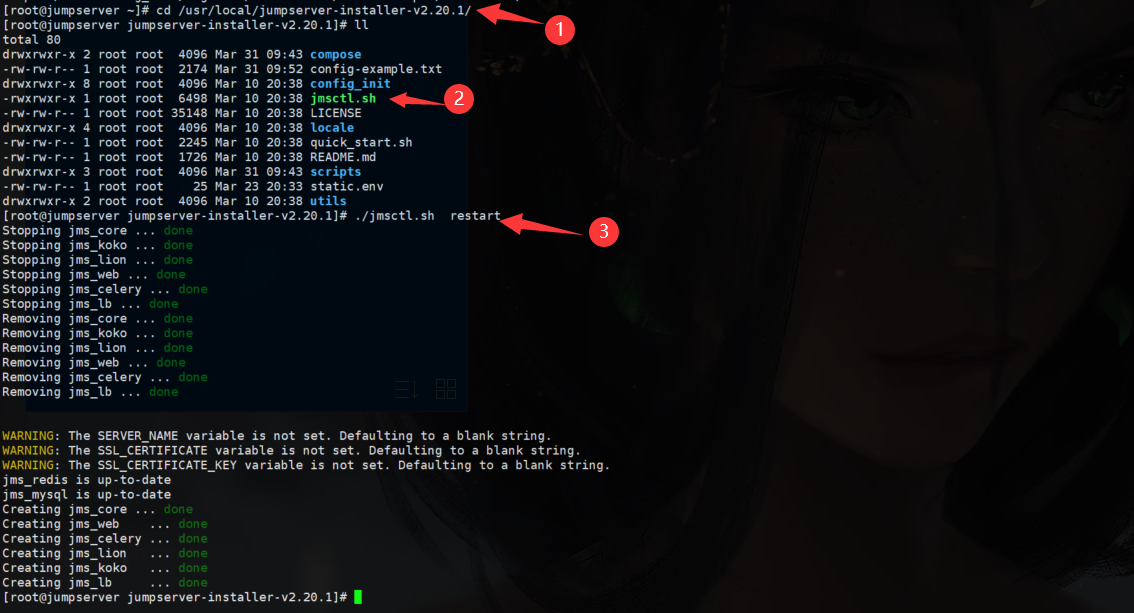 [root@jumpserver ~]# cd /usr/local/jumpserver-installer-v2.20.1/
1
[root@jumpserver jumpserver-installer-v2.20.1]# ll
total 80
drwxrwxr-x 2 root root  4096 Mar 31 09:43 compose
-rw-rw-r-- 1 root root  2174 Mar 31 09:52 config-example.txt
drwxrwxr-x 8 root root  4096 Mar 10 20:38 config_init
-rwxrwxr-x 1 root root  6498 Mar 10 20:38 jmsctl.sh
2
-rw-rw-r-- 1 root root 35148 Mar 10 20:38 LICENSE
drwxrwxr-x 4 root root  4096 Mar 10 20:38 locale
-rw-rw-r-- 1 root root  2245 Mar 10 20:38 quick_start.sh
-rw-rw-r-- 1 root root  1726 Mar 10 20:38 README.md
drwxrwxr-x 3 root root  4096 Mar 31 09:43 scripts
-rw-rw-r-- 1 root root    25 Mar 23 20:33 static.env
drwxrwxr-x 2 root root  4096 Mar 10 20:38 utils
[root@jumpserver jumpserver-installer-v2.20.1]# ./jmsctl.sh  restart
3
Stopping jms_core ... done
Stopping jms_koko ... done
Stopping jms_lion ... done
Stopping jms_web ... done
Stopping jms_celery ... done
Stopping jms_lb ... done
Removing jms_core ... done
Removing jms_koko ... done
Removing jms_lion ... done
Removing jms_web ... done
Removing jms_celery ... done
Removing jms_lb ... done
WARNING: The SERVER_NAME variable is not set. Defaulting to a blank string.
WARNING: The SSL_CERTIFICATE variable is not set. Defaulting to a blank string.
WARNING: The SSL_CERTIFICATE_KEY variable is not set. Defaulting to a blank string.
jms_redis is up-to-date
jms_mysql is up-to-date
Creating jms_core ... done
Creating jms_web    ... done
Creating jms_celery ... done
Creating jms_lion   ... done
Creating jms_koko   ... done
Creating jms_lb     ... done
[root@jumpserver jumpserver-installer-v2.20.1]#